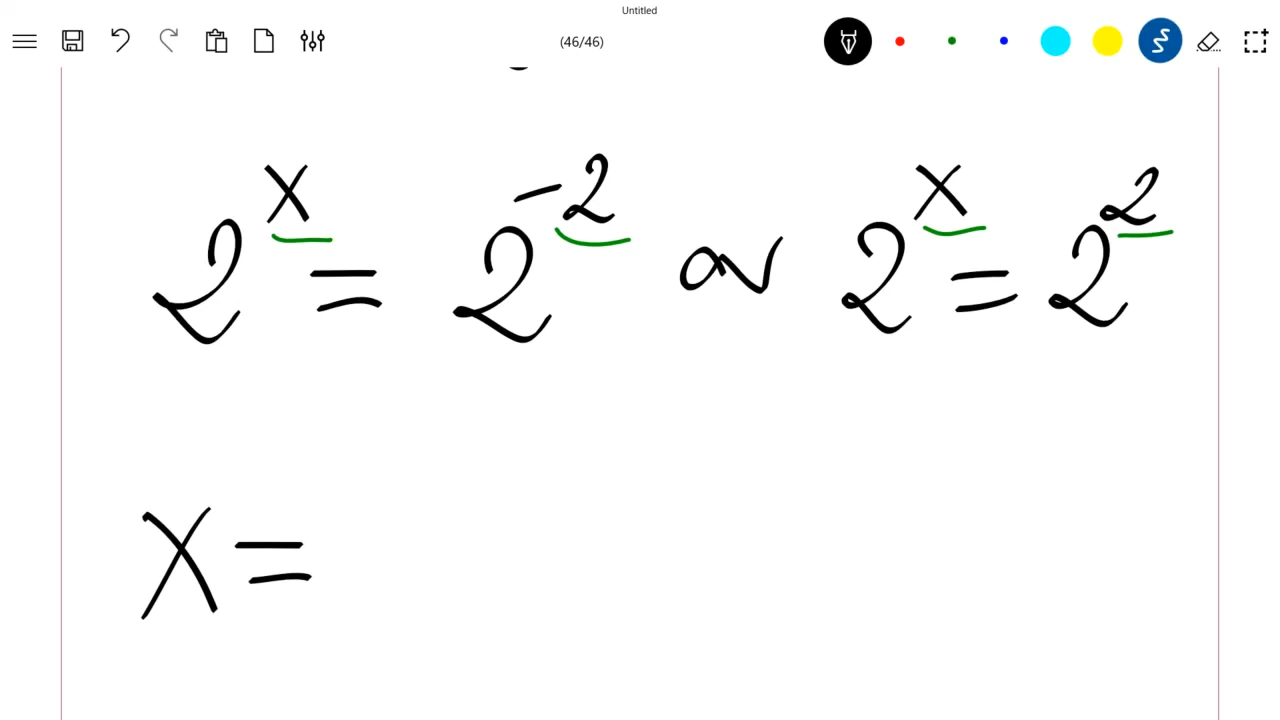 Untitled
(46/46)
2^x = 2^-2 or 2^x = 2^2
x =